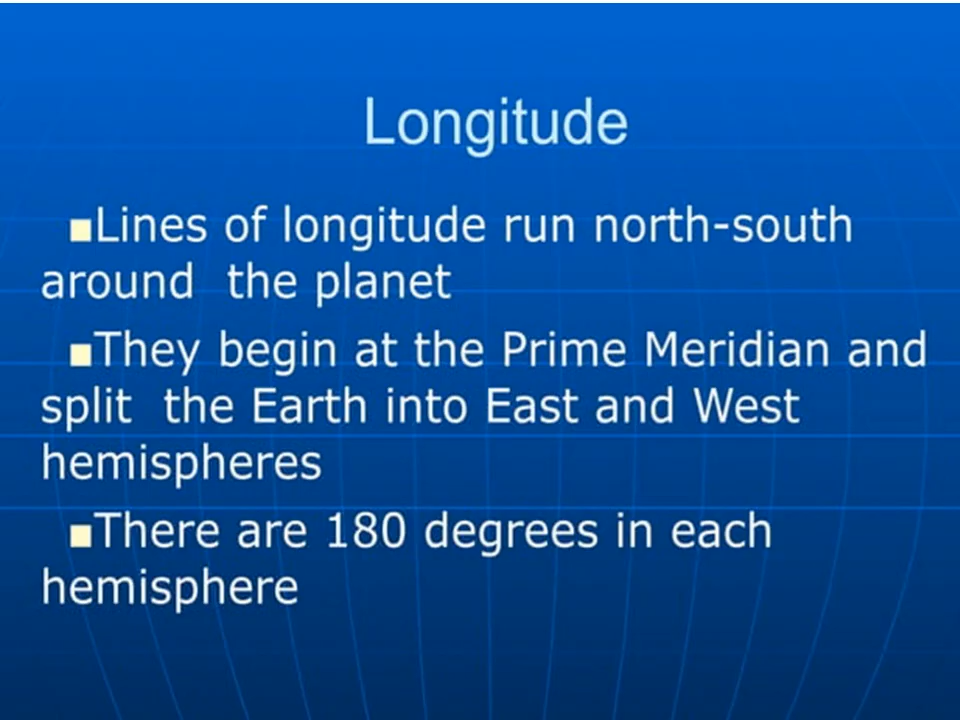 Longitude
■Lines of longitude run north-south
around the planet
■They begin at the Prime Meridian and
split the Earth into East and West
hemispheres
■There are 180 degrees in each
hemisphere